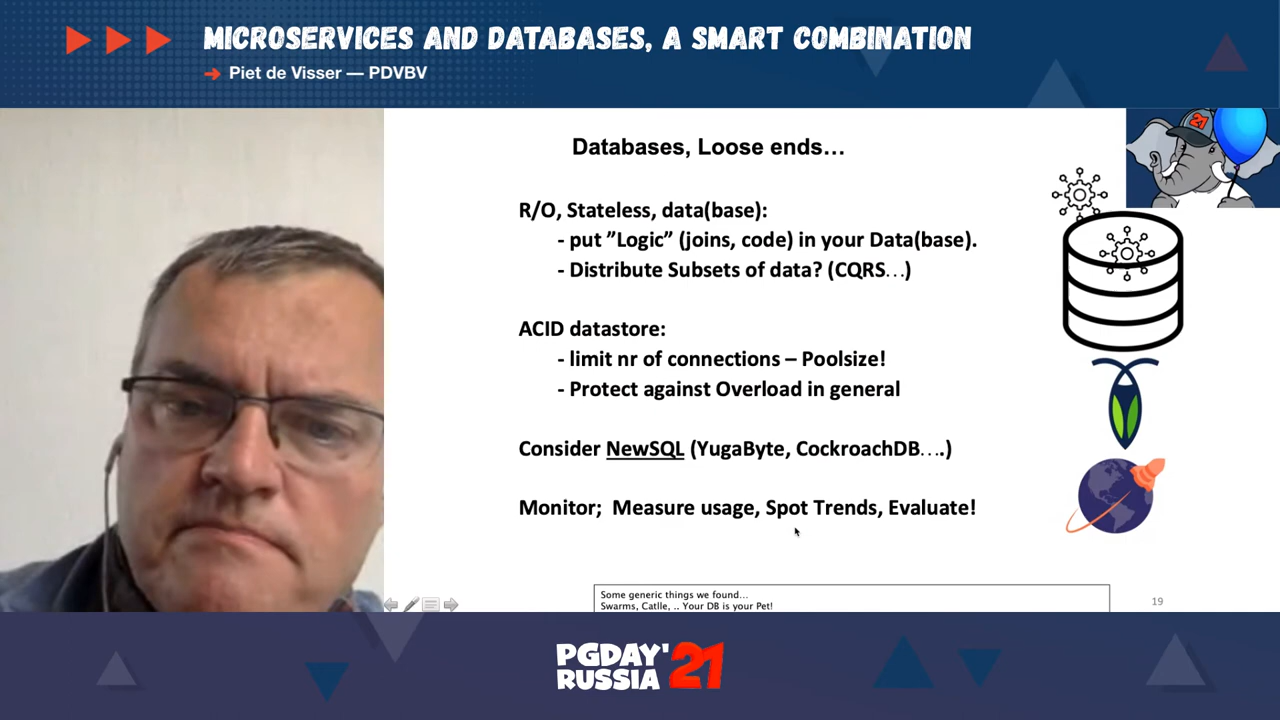 MICROSERVICES AND DATABASES, A SMART COMBINATION
Piet de Visser — PDVBV
21
Databases, Loose ends…
R/O, Stateless, data(base):
- put ”Logic” (joins, code) in your Data(base).
- Distribute Subsets of data? (CQRS…)
ACID datastore:
- limit nr of connections – Poolsize!
- Protect against Overload in general
Consider NewSQL (YugaByte, CockroachDB….)
Monitor;  Measure usage, Spot Trends, Evaluate!
Some generic things we found…
Swarms, Catlle, .. Your DB is your Pet!
19
PGDAY'21
RUSSIA